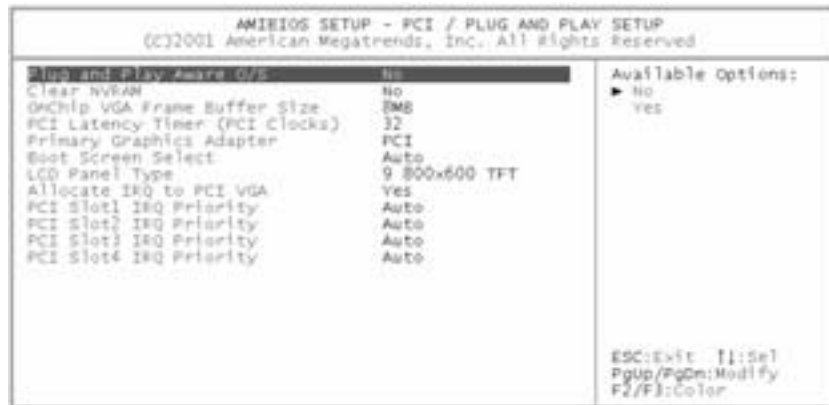 AMIBIOS SETUP - PCI / PLUG AND PLAY SETUP
(C)2001 American Megatrends, Inc. All Rights Reserved
Plug and Play Aware O/S No
Clear NVRAM No
OnChip VGA Frame Buffer Size 8MB
PCI Latency Timer (PCI Clocks) 32
Primary Graphics Adapter PCI
Boot Screen Select Auto
LCD Panel Type 9 800x600 TFT
Allocate IRQ to PCI VGA Yes
PCI Slot1 IRQ Priority Auto
PCI Slot2 IRQ Priority Auto
PCI Slot3 IRQ Priority Auto
PCI Slot4 IRQ Priority Auto
Available Options:
► No
Yes
ESC:Exit ↑↓:Sel
PgUp/PgDn:Modify
F2/F3:Color